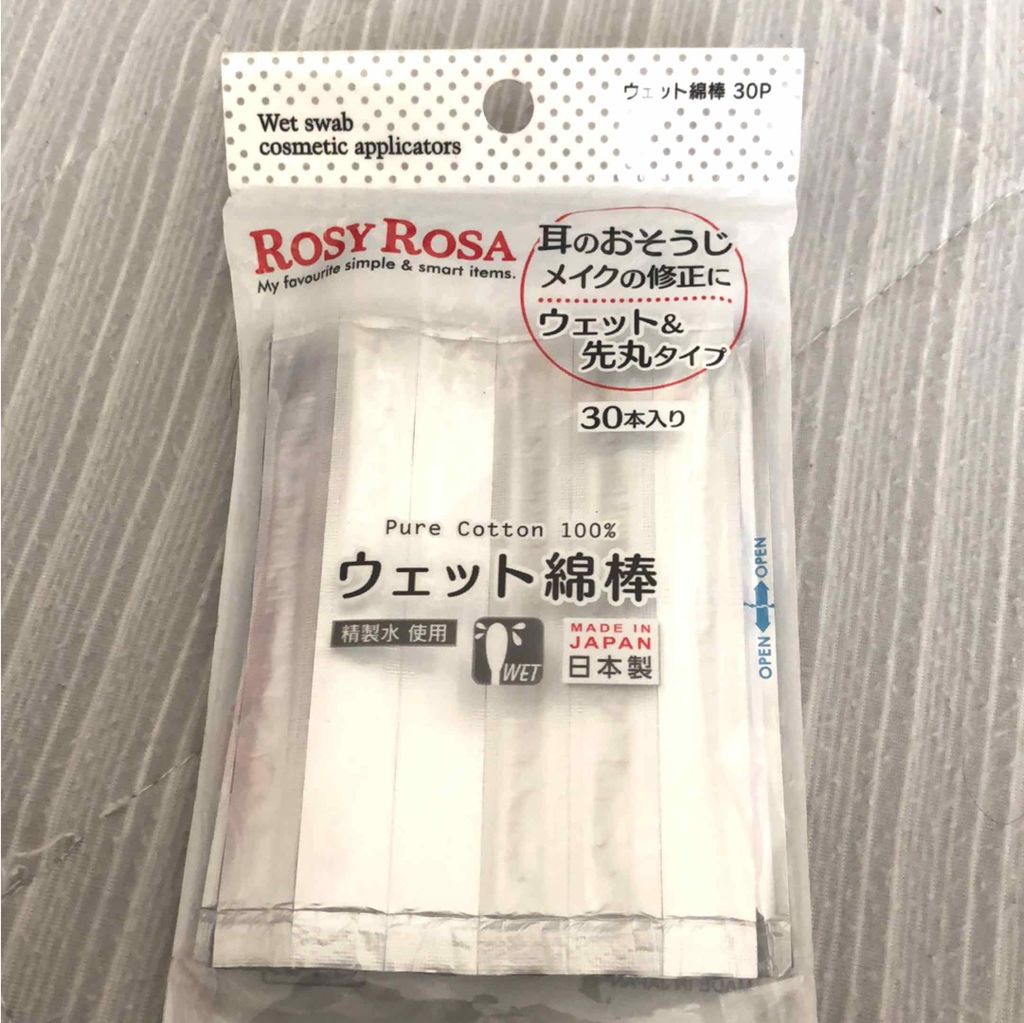 ウェット綿棒 30P
Wet swab
cosmetic applicators
ROSY ROSA
My favourite simple & smart items.
耳のおそうじ
メイクの修正に
ウェット&
先丸タイプ
30本入り
Pure Cotton 100%
ウェット綿棒
精製水 使用
WET
MADE IN
JAPAN
日本製
OPEN
OPEN
MADE IN JAPAN